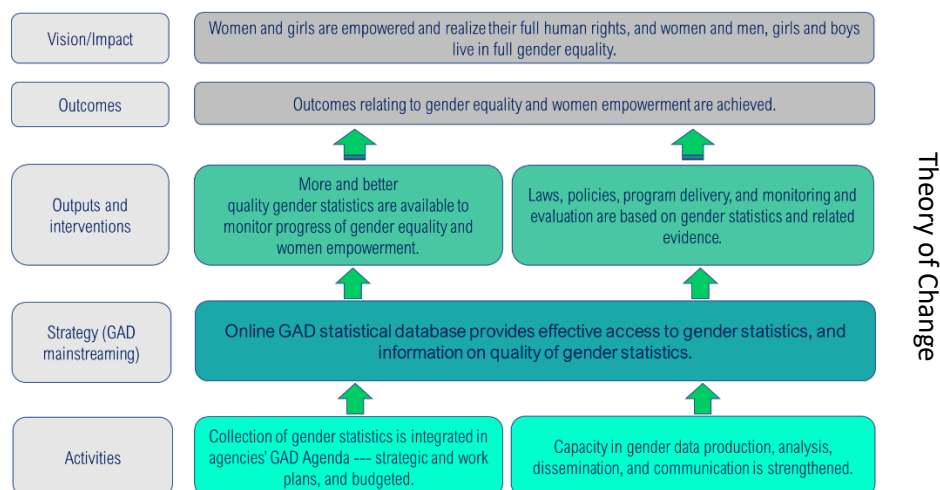 Vision/Impact
Women and girls are empowered and realize their full human rights, and women and men, girls and boys
live in full gender equality.
Outcomes
Outcomes relating to gender equality and women empowerment are achieved.
Outputs and
interventions
More and better
quality gender statistics are available to
monitor progress of gender equality and
women empowerment.
Laws, policies, program delivery, and monitoring and
evaluation are based on gender statistics and related
evidence.
Strategy (GAD
mainstreaming)
Online GAD statistical database provides effective access to gender statistics, and
information on quality of gender statistics.
Activities
Collection of gender statistics is integrated in
agencies' GAD Agenda --- strategic and work
plans, and budgeted.
Capacity in gender data production, analysis,
dissemination, and communication is strengthened.
Theory of Change